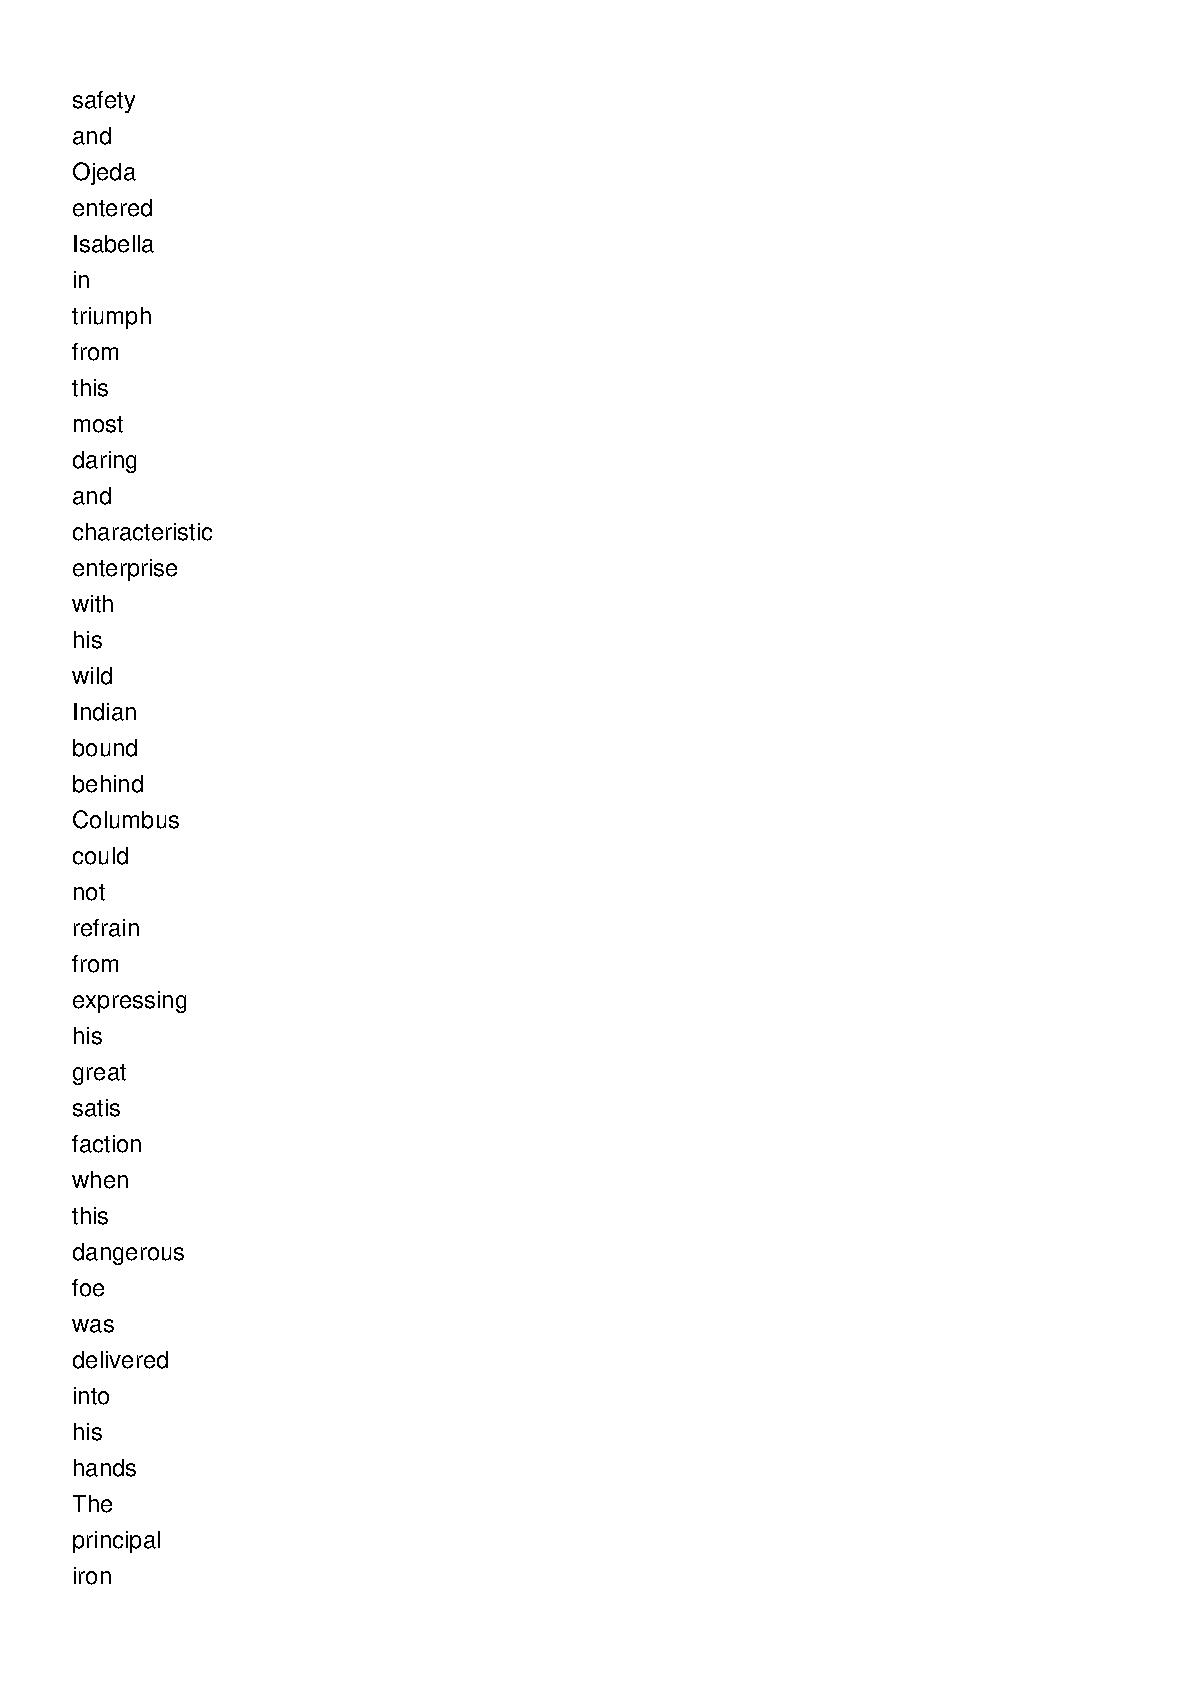 safety
and
Ojeda
entered
Isabella
in
triumph
from
this
most
daring
and
characteristic
enterprise
with
his
wild
Indian
bound
behind
Columbus
could
not
refrain
from
expressing
his
great
satis
faction
when
this
dangerous
foe
was
delivered
into
his
hands
The
principal
iron